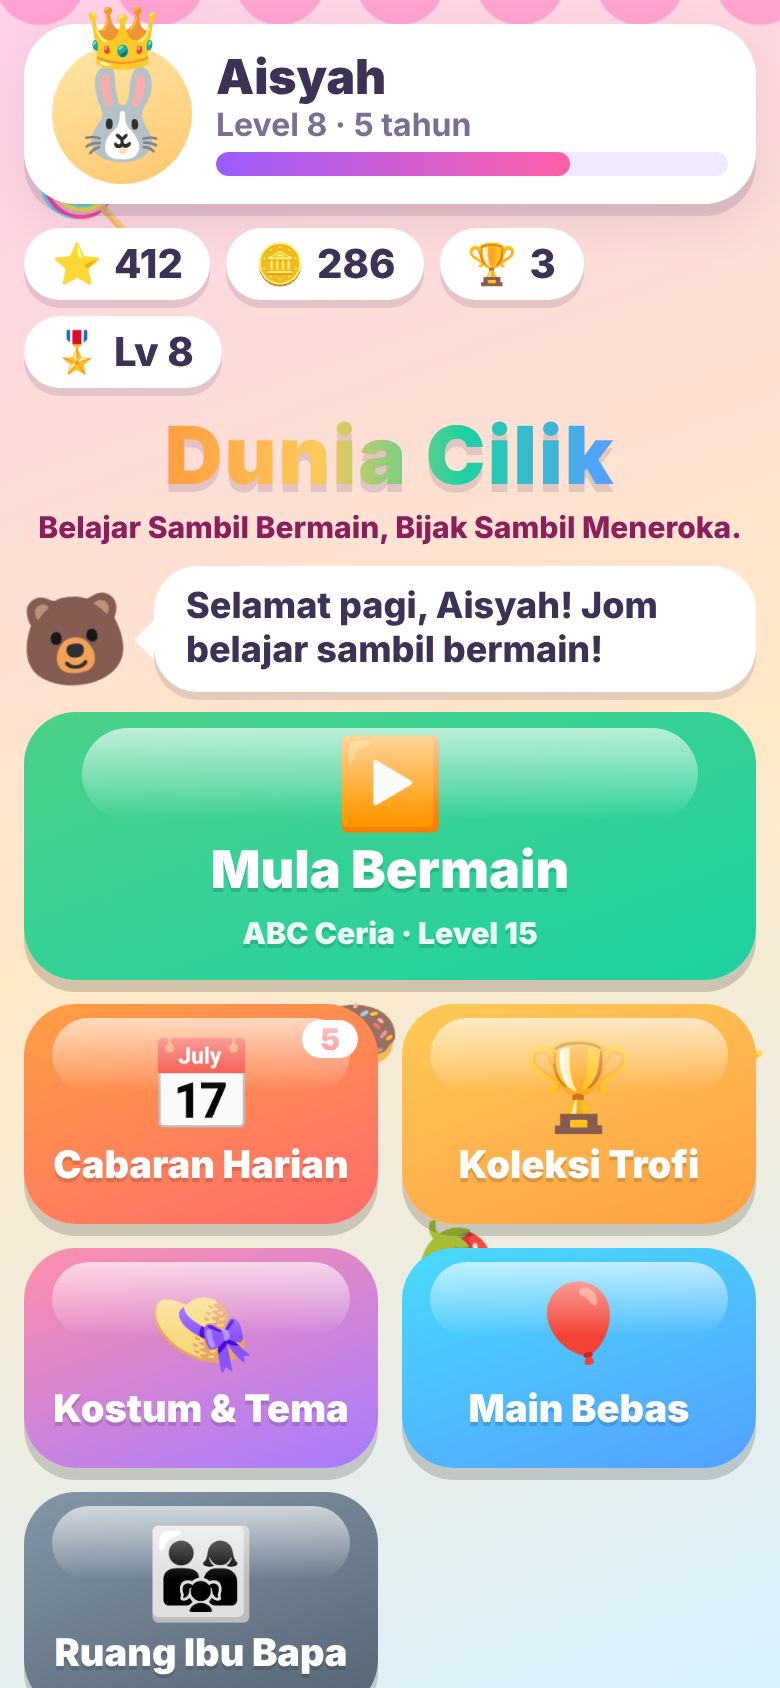 Aisyah
Level 8 · 5 tahun
412
286
3
Lv 8
Dunia Cilik
Belajar Sambil Bermain, Bijak Sambil Meneroka.
Selamat pagi, Aisyah! Jom
belajar sambil bermain!
Mula Bermain
ABC Ceria · Level 15
5
July
17
Cabaran Harian
Koleksi Trofi
Kostum & Tema
Main Bebas
Ruang Ibu Bapa